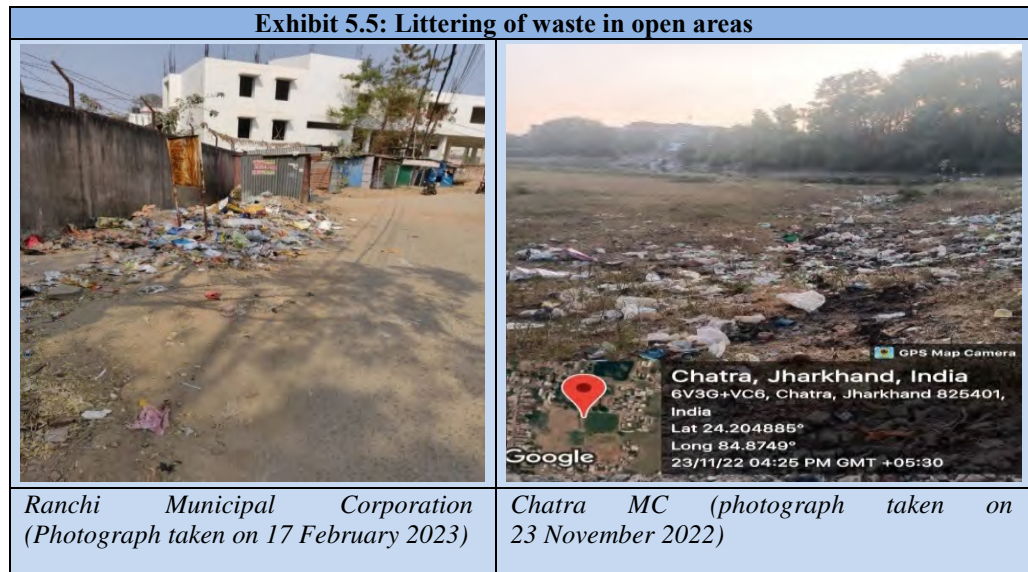 Exhibit 5.5: Littering of waste in open areas
GPS Map Camera
Chatra, Jharkhand, India
6V3G+VC6, Chatra, Jharkhand 825401,
India
Lat 24.204885°
Long 84.8749°
23/11/22 04:25 PM GMT +05:30
Google
Ranchi Municipal Corporation
(Photograph taken on 17 February 2023)
Chatra MC (photograph taken on
23 November 2022)